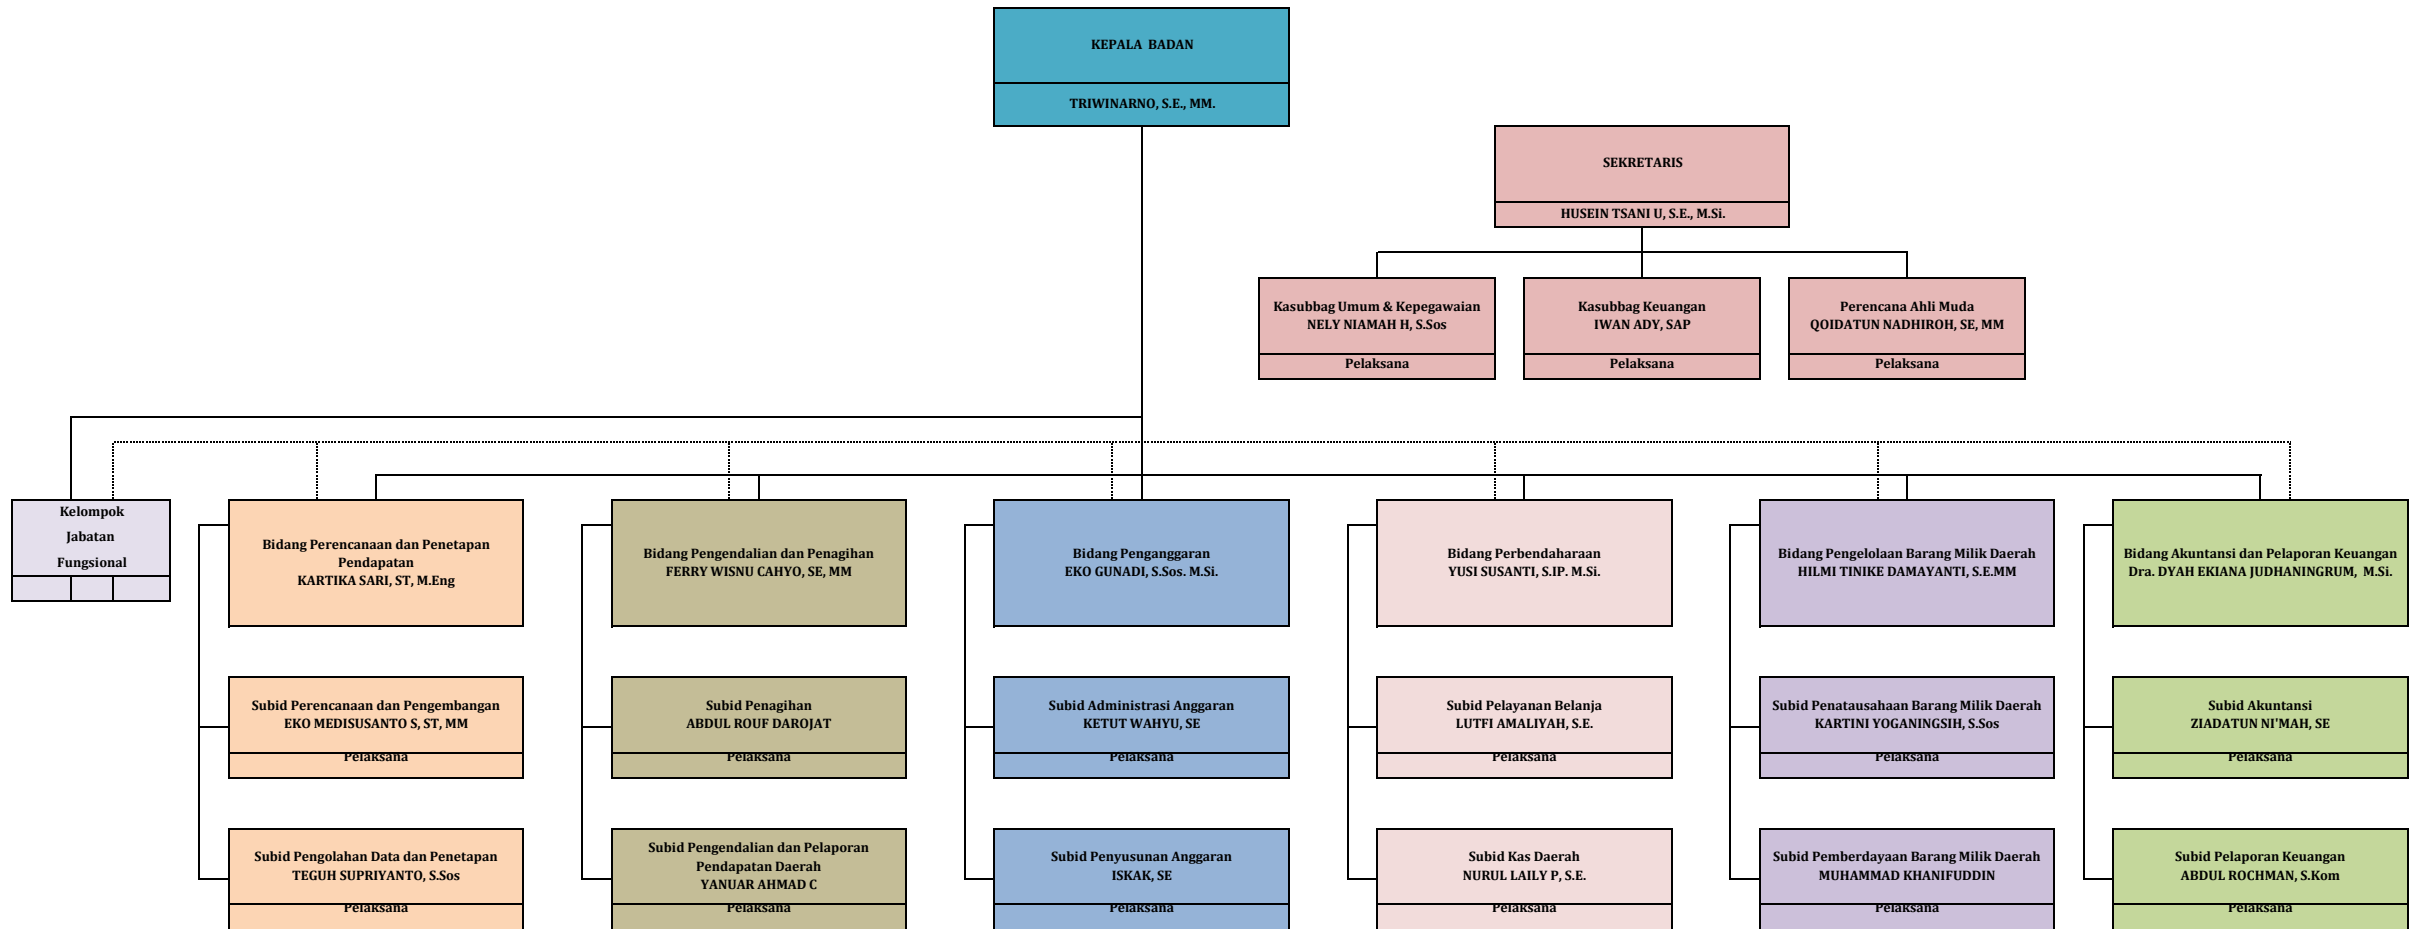 KEPALA BADAN
TRIWINARNO, S.E., MM.
SEKRETARIS
HUSEIN TSANI U, S.E., M.Si.
Kasubbag Umum & Kepegawaian
NELY NIAMAH H, S.Sos
Pelaksana
Kasubbag Keuangan
IWAN ADY, SAP
Pelaksana
Perencana Ahli Muda
QOIDATUN NADHIROH, SE, MM
Pelaksana
Kelompok
Jabatan
Fungsional
Bidang Perencanaan dan Penetapan
Pendapatan
KARTIKA SARI, ST, M.Eng
Bidang Pengendalian dan Penagihan
FERRY WISNU CAHYO, SE, MM
Bidang Penganggaran
EKO GUNADI, S.Sos. M.Si.
Bidang Perbendaharaan
YUSI SUSANTI, S.IP. M.Si.
Bidang Pengelolaan Barang Milik Daerah
HILMI TINIKE DAMAYANTI, S.E.MM
Bidang Akuntansi dan Pelaporan Keuangan
Dra. DYAH EKIANA JUDHANINGRUM, M.Si.
Subid Perencanaan dan Pengembangan
EKO MEDISUSANTO S, ST, MM
Pelaksana
Subid Penagihan
ABDUL ROUF DAROJAT
Pelaksana
Subid Administrasi Anggaran
KETUT WAHYU, SE
Pelaksana
Subid Pelayanan Belanja
LUTFI AMALIYAH, S.E.
Pelaksana
Subid Penatausahaan Barang Milik Daerah
KARTINI YOGANINGSIH, S.Sos
Pelaksana
Subid Akuntansi
ZIADATUN NI'MAH, SE
Pelaksana
Subid Pengolahan Data dan Penetapan
TEGUH SUPRIYANTO, S.Sos
Pelaksana
Subid Pengendalian dan Pelaporan
Pendapatan Daerah
YANUAR AHMAD C
Pelaksana
Subid Penyusunan Anggaran
ISKAK, SE
Pelaksana
Subid Kas Daerah
NURUL LAILY P, S.E.
Pelaksana
Subid Pemberdayaan Barang Milik Daerah
MUHAMMAD KHANIFUDDIN
Pelaksana
Subid Pelaporan Keuangan
ABDUL ROCHMAN, S.Kom
Pelaksana